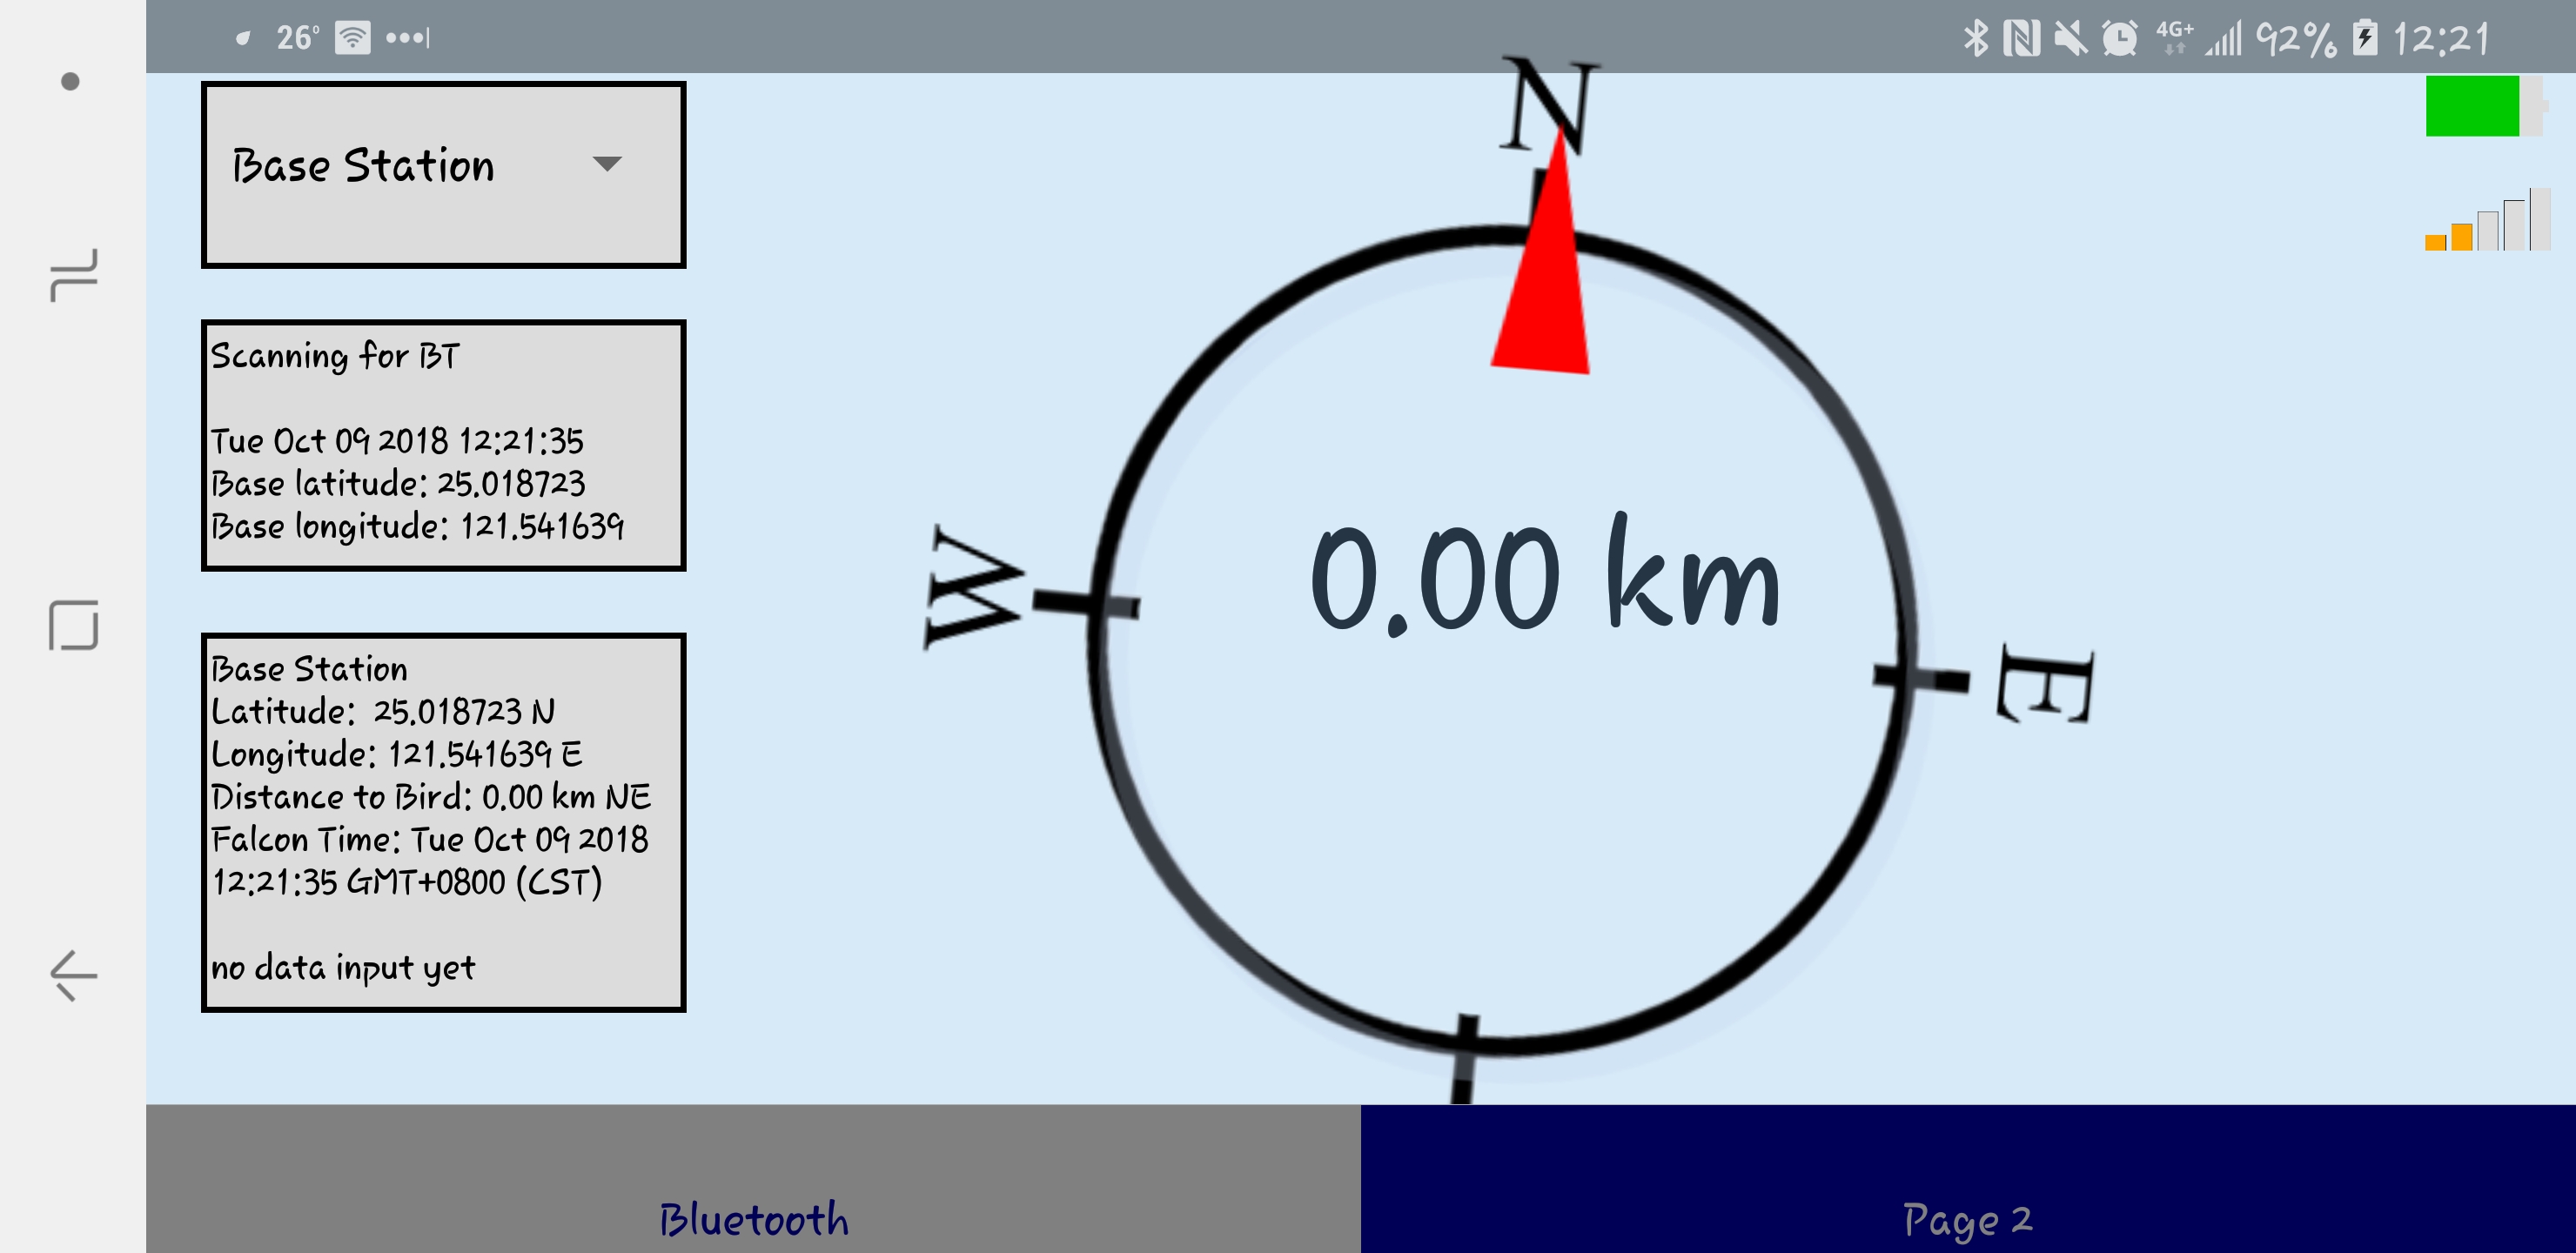 26°
4G+ 92% 12:21
Base Station
Scanning for BT
Tue Oct 09 2018 12:21:35
Base latitude: 25.018723
Base longitude: 121.541639
Base Station
Latitude: 25.018723 N
Longitude: 121.541639 E
Distance to Bird: 0.00 km NE
Falcon Time: Tue Oct 09 2018
12:21:35 GMT+0800 (CST)
no data input yet
N
W
0.00 km
E
Bluetooth
Page 2